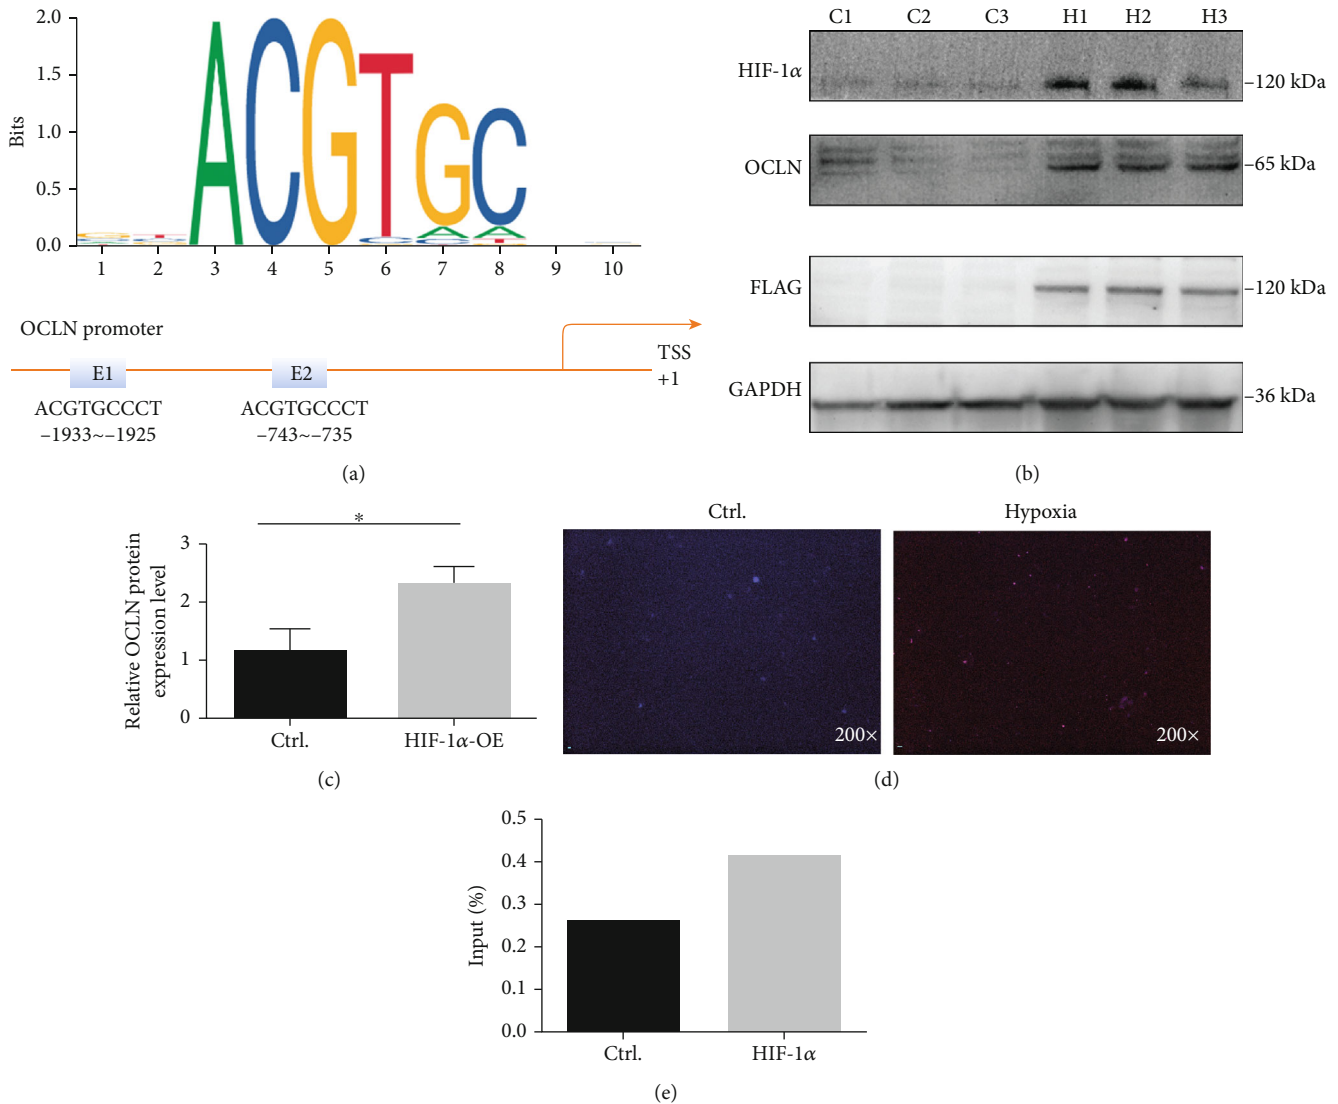 2.0
1.5
1.0
0.5
0.0
Bits
ACGTGC
1 2 3 4 5 6 7 8 9 10
OCLN promoter
E1 E2
TSS
+1
ACGTGCCCT ACGTGCCCT
–1933~–1925 –743~–735
(a)
C1 C2 C3 H1 H2 H3
HIF-1α –120 kDa
OCLN –65 kDa
FLAG –120 kDa
GAPDH –36 kDa
(b)
*
3
2
1
0
Relative OCLN protein
expression level
Ctrl. HIF-1α-OE
(c)
Ctrl. Hypoxia
200× 200×
(d)
0.5
0.4
0.3
0.2
0.1
0.0
Input (%)
Ctrl. HIF-1α
(e)